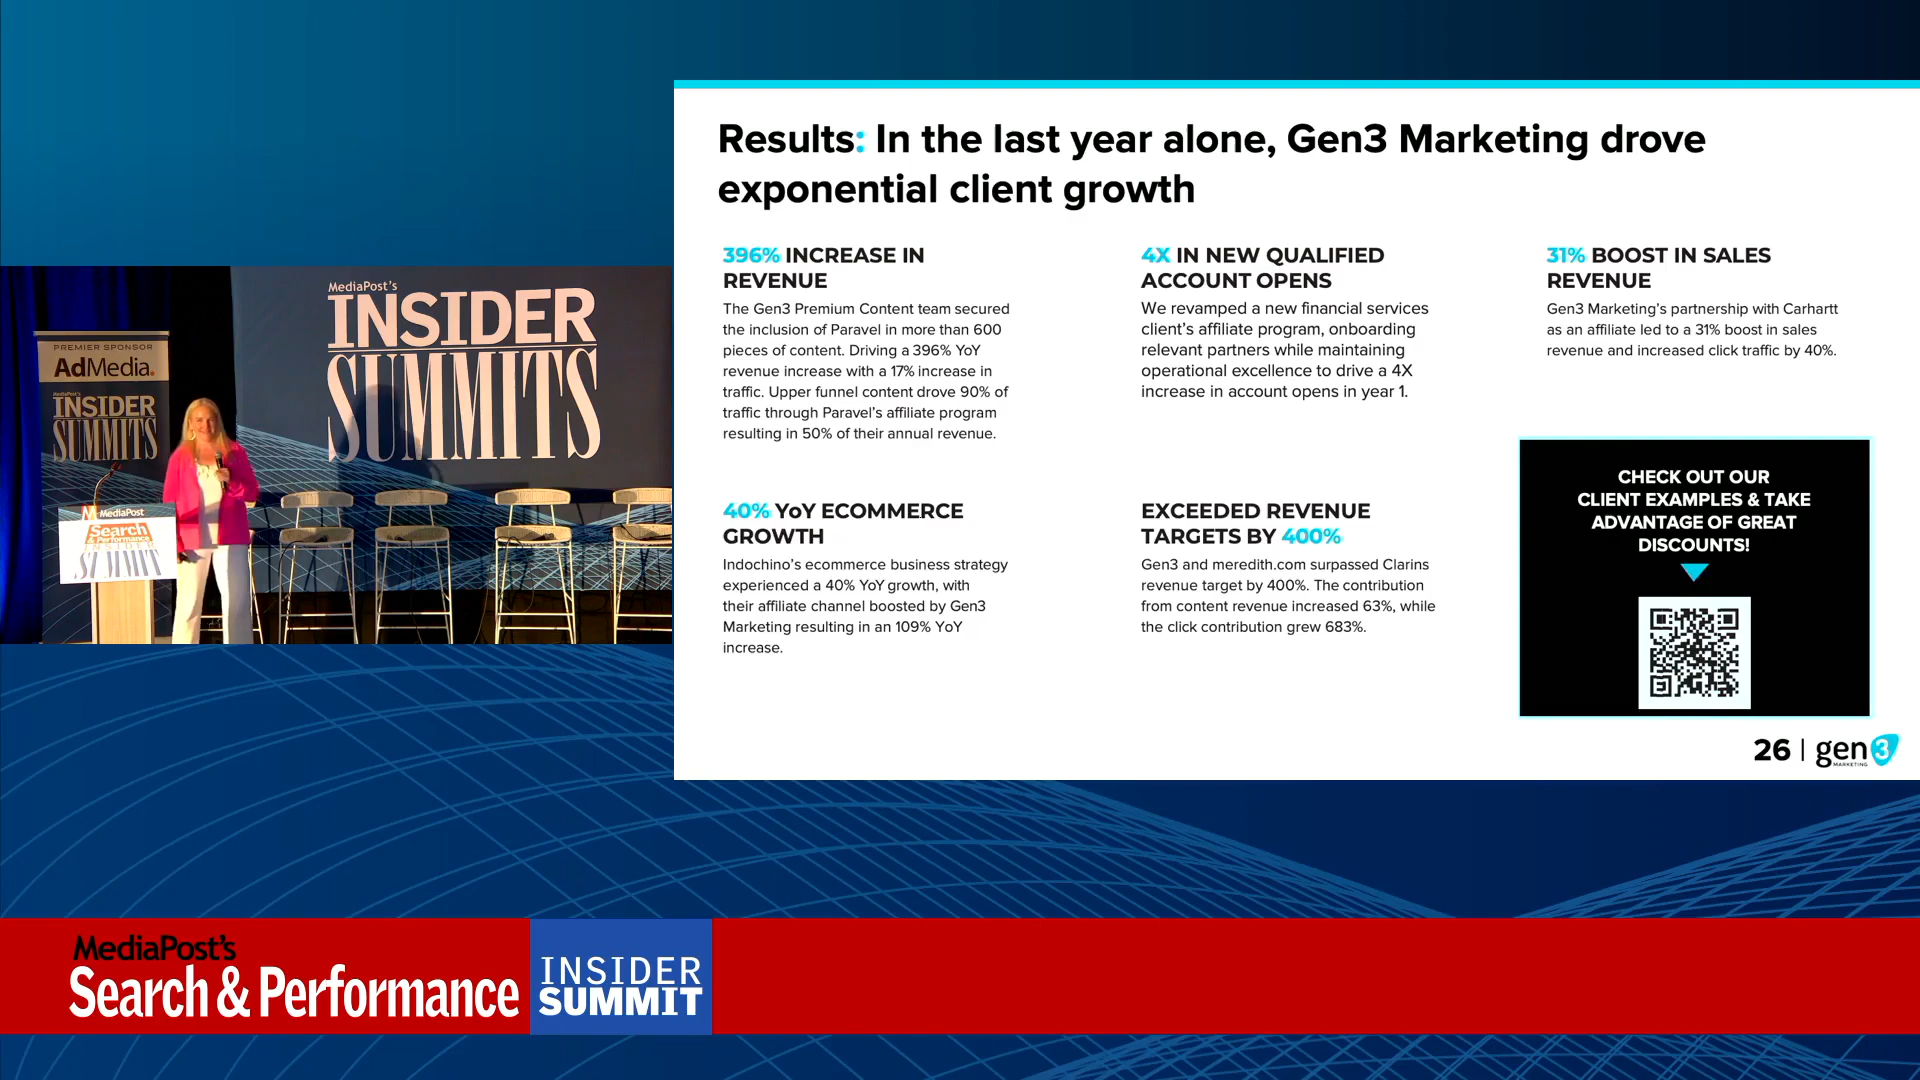 Results: In the last year alone, Gen3 Marketing drove
exponential client growth
396% INCREASE IN
REVENUE
The Gen3 Premium Content team secured
the inclusion of Paravel in more than 600
pieces of content. Driving a 396% YoY
revenue increase with a 17% increase in
traffic. Upper funnel content drove 90% of
traffic through Paravel's affiliate program
resulting in 50% of their annual revenue.
4X IN NEW QUALIFIED
ACCOUNT OPENS
We revamped a new financial services
client's affiliate program, onboarding
relevant partners while maintaining
operational excellence to drive a 4X
increase in account opens in year 1.
31% BOOST IN SALES
REVENUE
Gen3 Marketing's partnership with Carhartt
as an affiliate led to a 31% boost in sales
revenue and increased click traffic by 40%.
40% YoY ECOMMERCE
GROWTH
Indochino's ecommerce business strategy
experienced a 40% YoY growth, with
their affiliate channel boosted by Gen3
Marketing resulting in an 109% YoY
increase.
EXCEEDED REVENUE
TARGETS BY 400%
Gen3 and meredith.com surpassed Clarins
revenue target by 400%. The contribution
from content revenue increased 63%, while
the click contribution grew 683%.
CHECK OUT OUR
CLIENT EXAMPLES & TAKE
ADVANTAGE OF GREAT
DISCOUNTS!
26 | gen3
MARKETING
MediaPost's
INSIDER
SUMMITS
PREMIER SPONSOR
AdMedia.
MediaPost's
INSIDER
SUMMITS
MediaPost
Search
& Performance
INSIDER
SUMMIT
MediaPost's
Search & Performance
INSIDER
SUMMIT